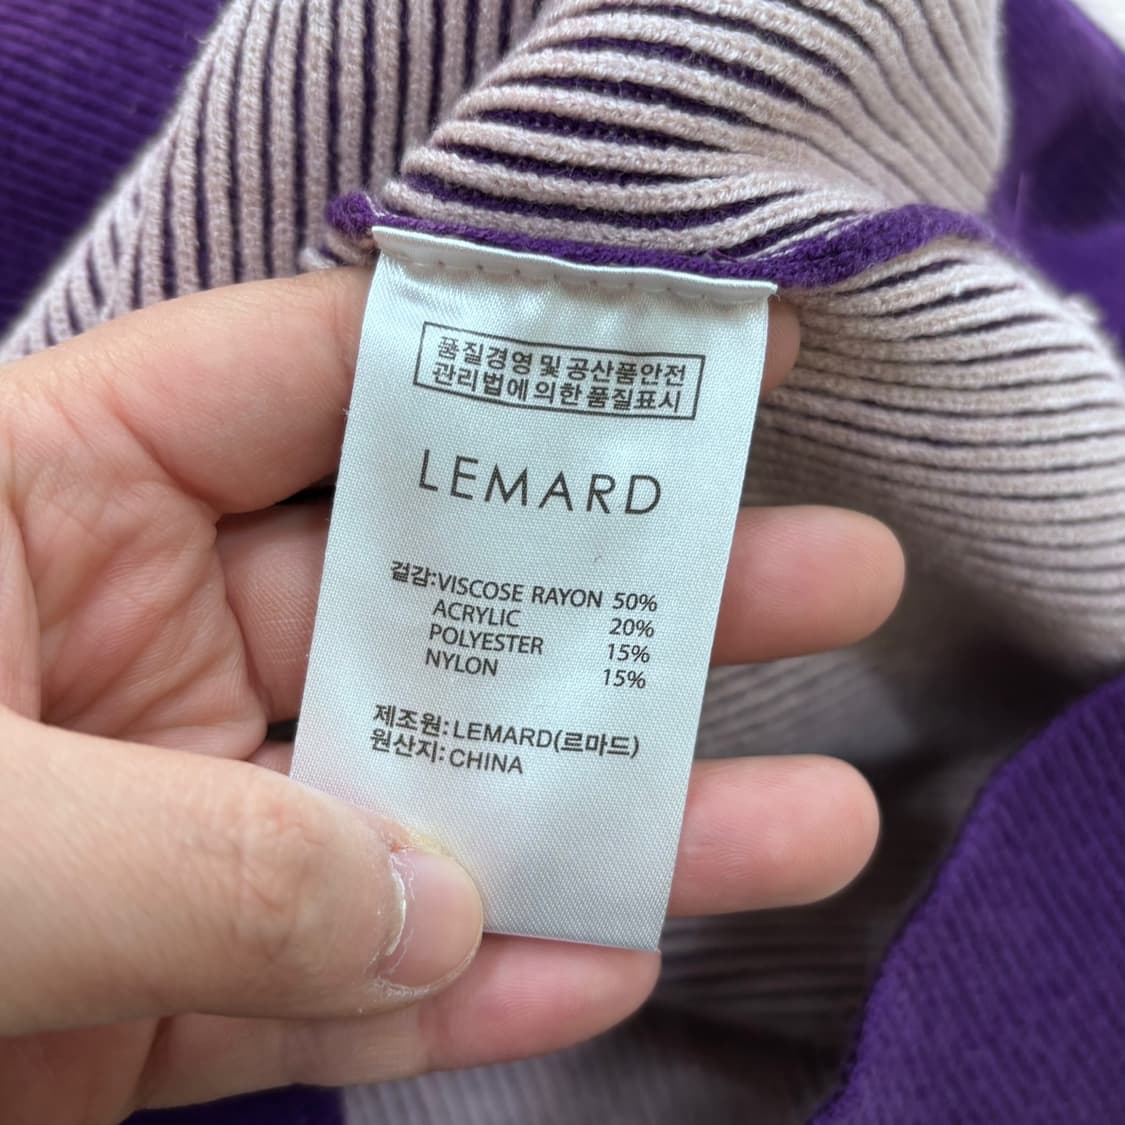 품질경영 및 공산품안전
관리법에 의한 품질표시
LEMARD
겉감:VISCOSE RAYON 50%
ACRYLIC 20%
POLYESTER 15%
NYLON 15%
제조원:LEMARD(르마드)
원산지:CHINA